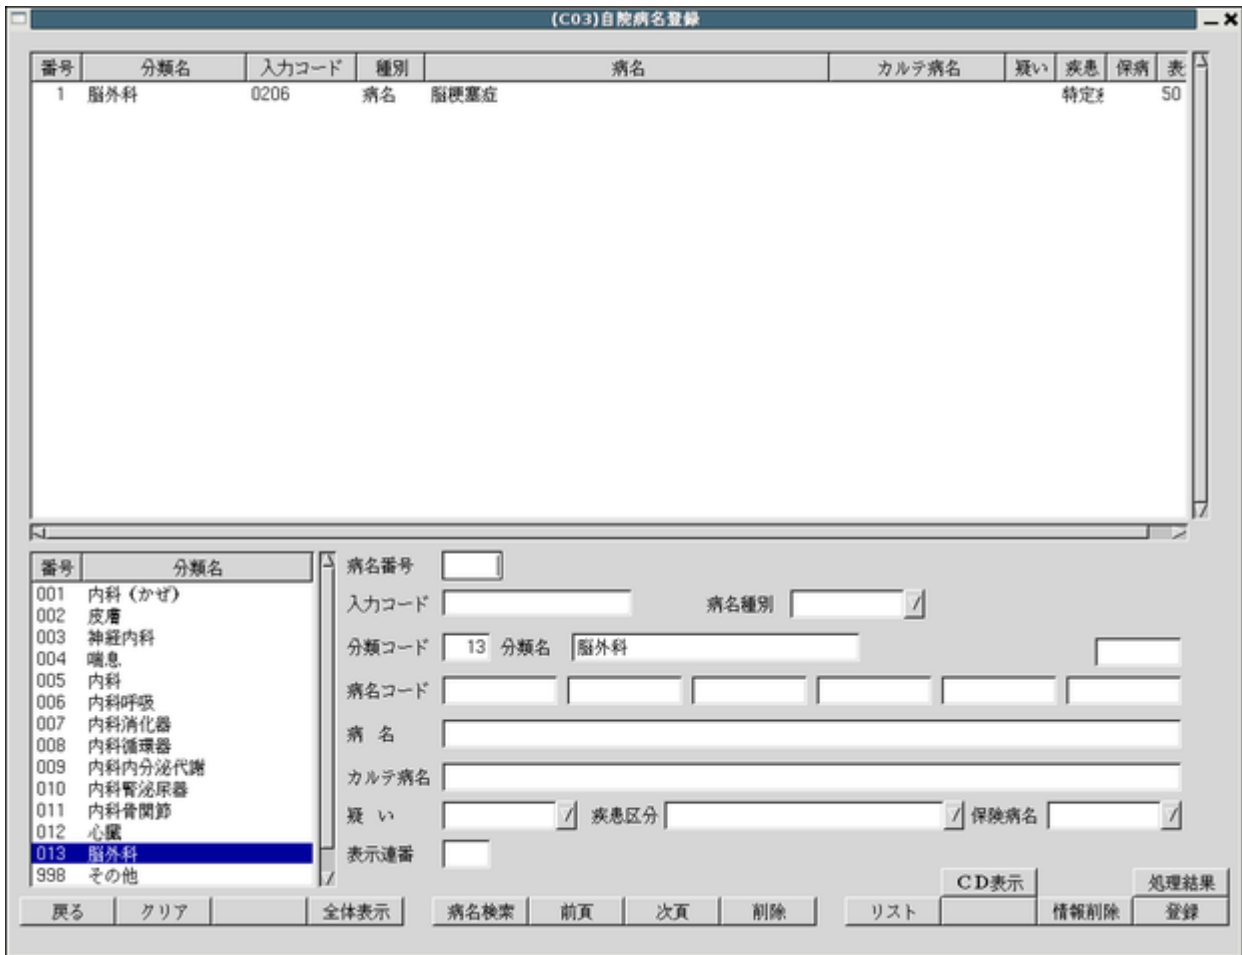 (C03)自院病名登録
番号 分類名 入力コード 種別 病名 カルテ病名 疑い 疾患 保病 表
1 脳外科 0206 病名 脳梗塞症 特定 50
番号 分類名
001 内科（かぜ）
002 皮膚
003 神経内科
004 喘息
005 内科
006 内科呼吸
007 内科消化器
008 内科循環器
009 内科内分泌代謝
010 内科腎泌尿器
011 内科骨関節
012 心臓
013 脳外科
998 その他
病名番号
入力コード 病名種別
分類コード 13 分類名 脳外科
病名コード
病 名
カルテ病名
疑 い 疾患区分 保険病名
表示連番
CD表示 処理結果
戻る クリア 全体表示 病名検索 前頁 次頁 削除 リスト 情報削除 登録